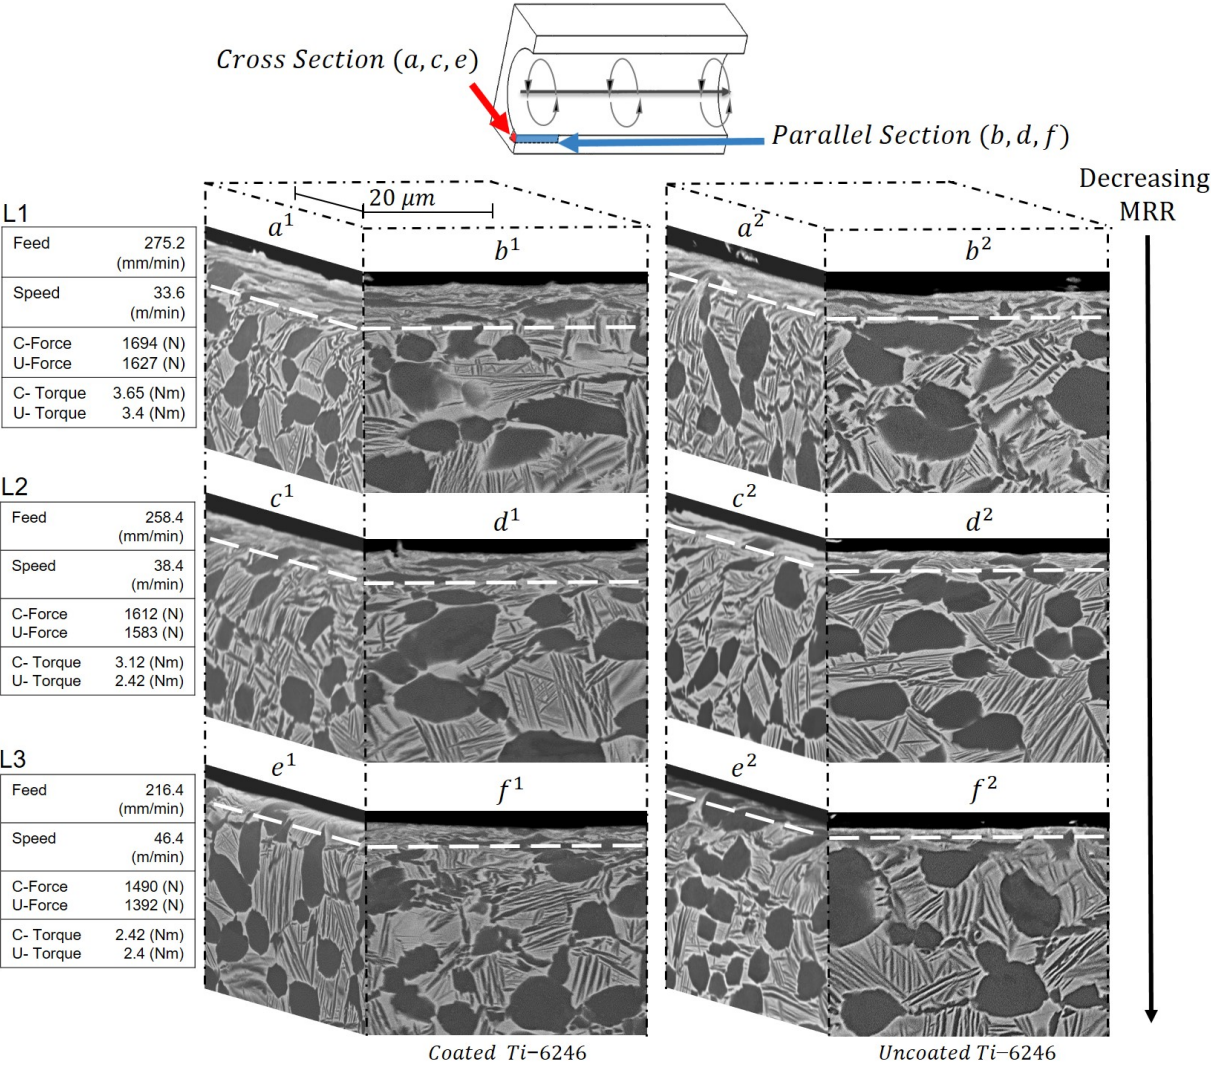 Cross Section (a, c, e)
Parallel Section (b, d, f)
Decreasing
MRR
20 μm
L1
Feed 275.2
(mm/min)
Speed 33.6
(m/min)
C-Force 1694 (N)
U-Force 1627 (N)
C- Torque 3.65 (Nm)
U- Torque 3.4 (Nm)
a¹
b¹
a²
b²
L2
Feed 258.4
(mm/min)
Speed 38.4
(m/min)
C-Force 1612 (N)
U-Force 1583 (N)
C- Torque 3.12 (Nm)
U- Torque 2.42 (Nm)
c¹
d¹
c²
d²
L3
Feed 216.4
(mm/min)
Speed 46.4
(m/min)
C-Force 1490 (N)
U-Force 1392 (N)
C- Torque 2.42 (Nm)
U- Torque 2.4 (Nm)
e¹
f¹
e²
f²
Coated Ti−6246
Uncoated Ti−6246